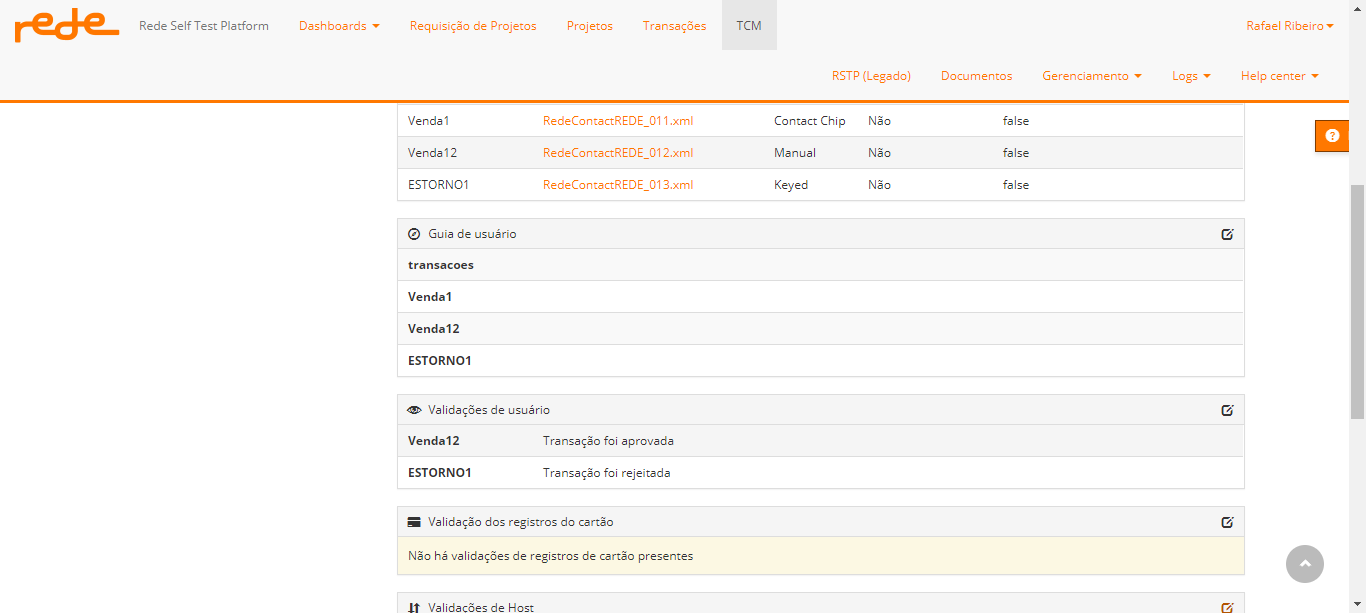 rede Rede Self Test Platform Dashboards Requisição de Projetos Projetos Transações TCM Rafael Ribeiro
RSTP (Legado) Documentos Gerenciamento Logs Help center
Venda1 RedeContactREDE_011.xml Contact Chip Não false
Venda12 RedeContactREDE_012.xml Manual Não false
ESTORNO1 RedeContactREDE_013.xml Keyed Não false
Guia de usuário
transacoes
Venda1
Venda12
ESTORNO1
Validações de usuário
Venda12 Transação foi aprovada
ESTORNO1 Transação foi rejeitada
Validação dos registros do cartão
Não há validações de registros de cartão presentes
Validações de Host